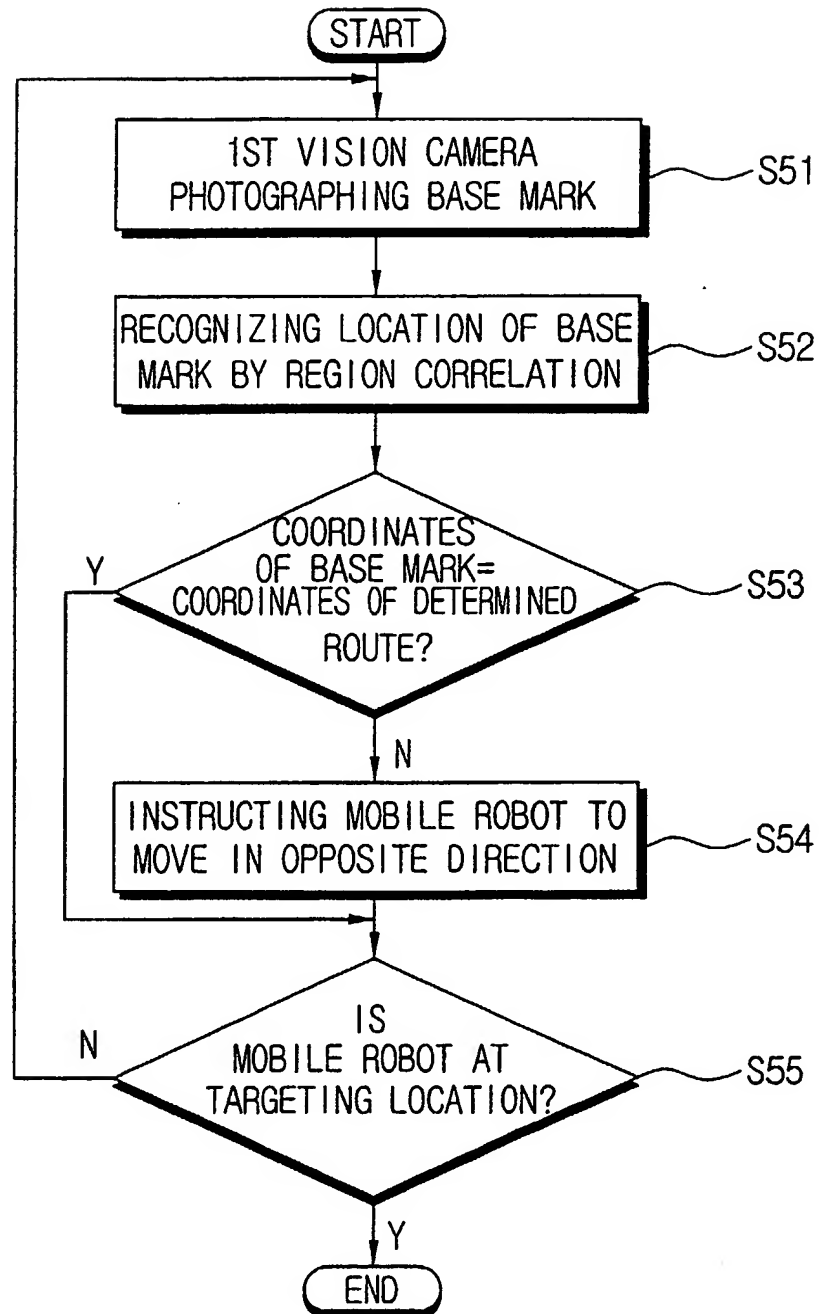 START
1ST VISION CAMERA
PHOTOGRAPHING BASE MARK
S51
RECOGNIZING LOCATION OF BASE
MARK BY REGION CORRELATION
S52
COORDINATES
OF BASE MARK=
COORDINATES OF DETERMINED
ROUTE?
Y
S53
N
INSTRUCTING MOBILE ROBOT TO
MOVE IN OPPOSITE DIRECTION
S54
IS
MOBILE ROBOT AT
TARGETING LOCATION?
N
S55
Y
END